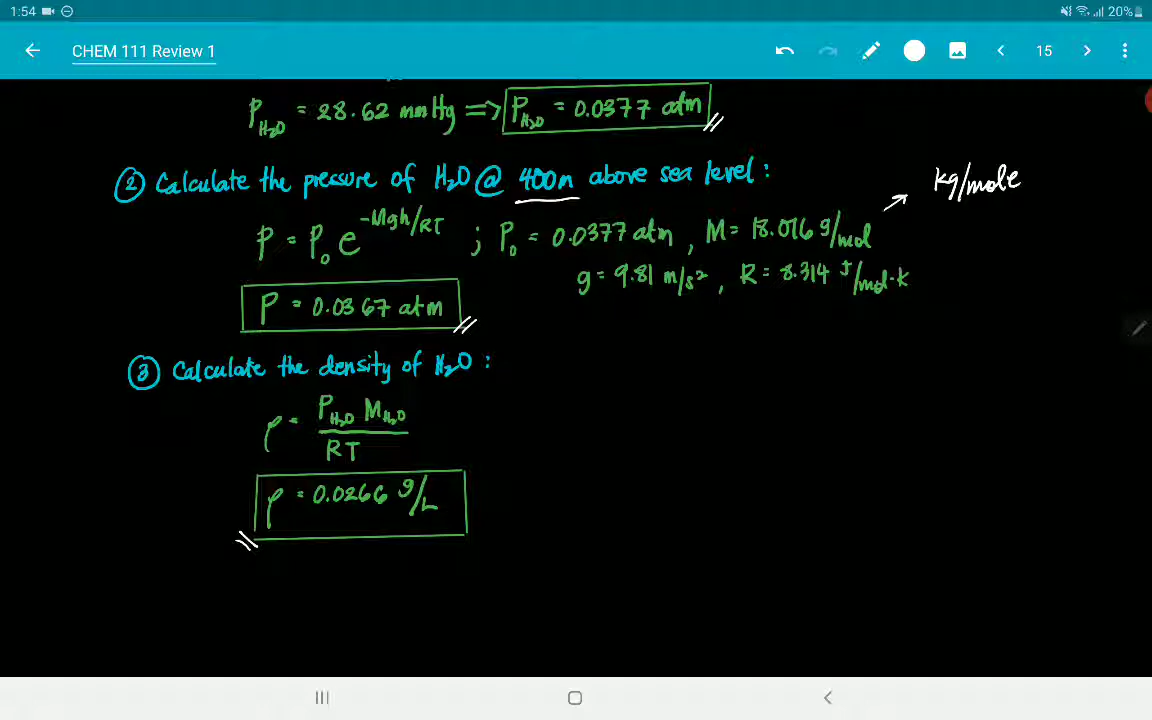 1:54
20%
CHEM 111 Review 1
15
P_H₂O = 28.62 mmHg => P_H₂O = 0.0377 atm
② Calculate the pressure of H₂O @ 400m above sea level:
kg/mole
P = P₀ e^(-Mgh/RT) ; P₀ = 0.0377 atm, M = 18.016 g/mol
g = 9.81 m/s², R = 8.314 J/mol·K
P = 0.0367 atm
③ Calculate the density of H₂O:
ρ = P_H₂O M_H₂O
RT
ρ = 0.0266 g/L